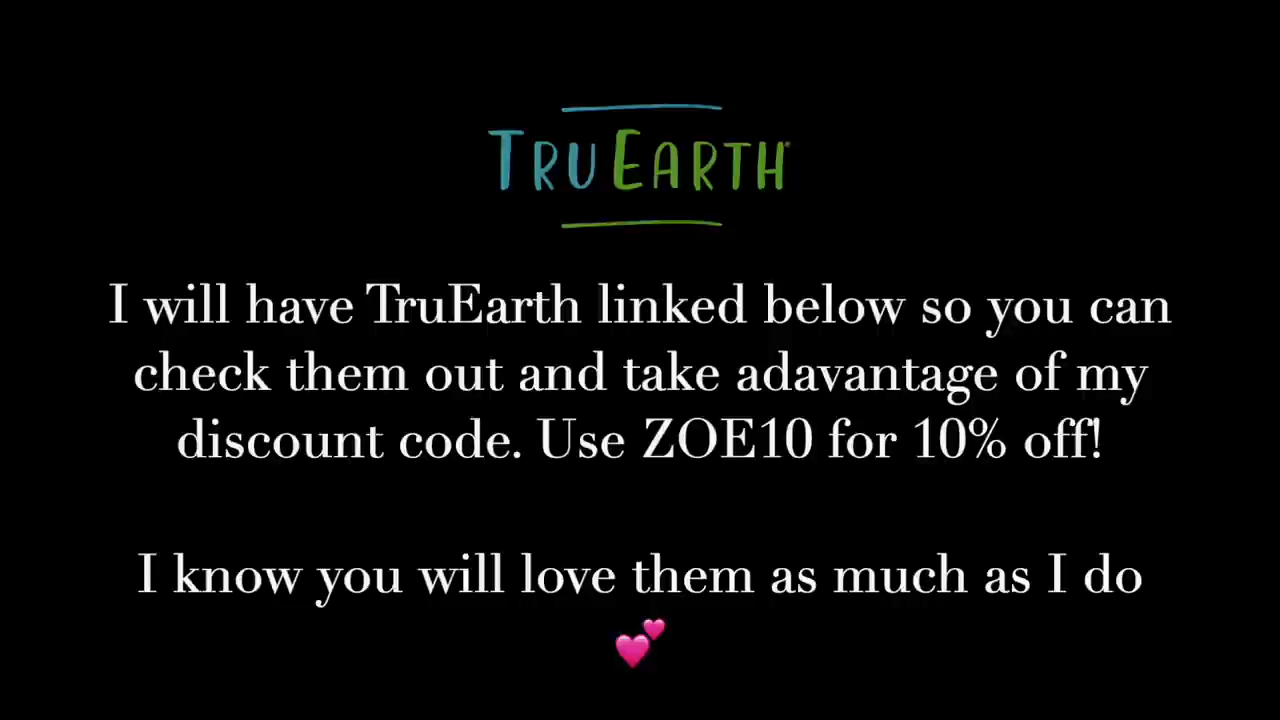 TRUEARTH®
I will have TruEarth linked below so you can
check them out and take adavantage of my
discount code. Use ZOE10 for 10% off!
I know you will love them as much as I do
💕